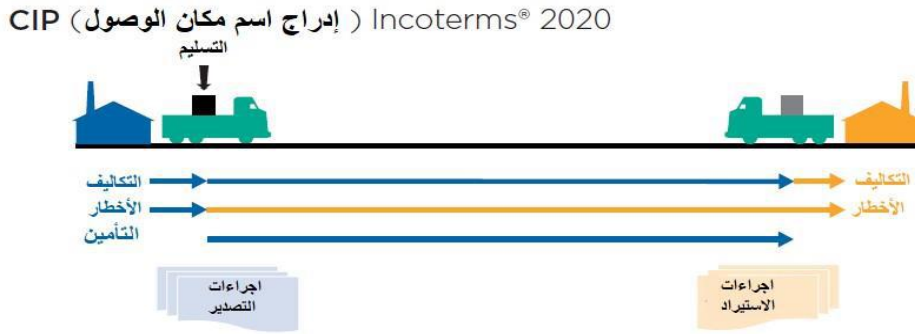 CIP (إدراج اسم مكان الوصول ) Incoterms® 2020
التسليم
التكاليف
التكاليف
الأخطار
الأخطار
التأمين
اجراءات
التصدير
اجراءات
الاستيراد